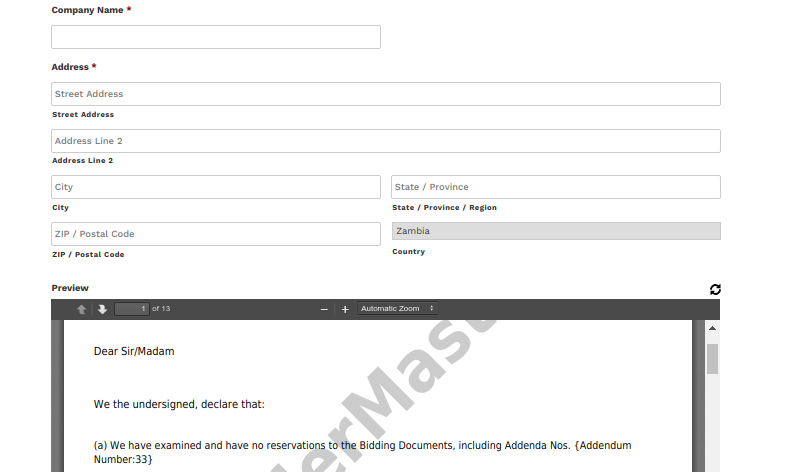 Company Name *
Address *
Street Address
Street Address
Address Line 2
Address Line 2
City
State / Province
City
State / Province / Region
ZIP / Postal Code
Zambia
ZIP / Postal Code
Country
Preview
1 of 13
Automatic Zoom
Dear Sir/Madam
We the undersigned, declare that:
(a) We have examined and have no reservations to the Bidding Documents, including Addenda Nos. {Addendum
Number:33}